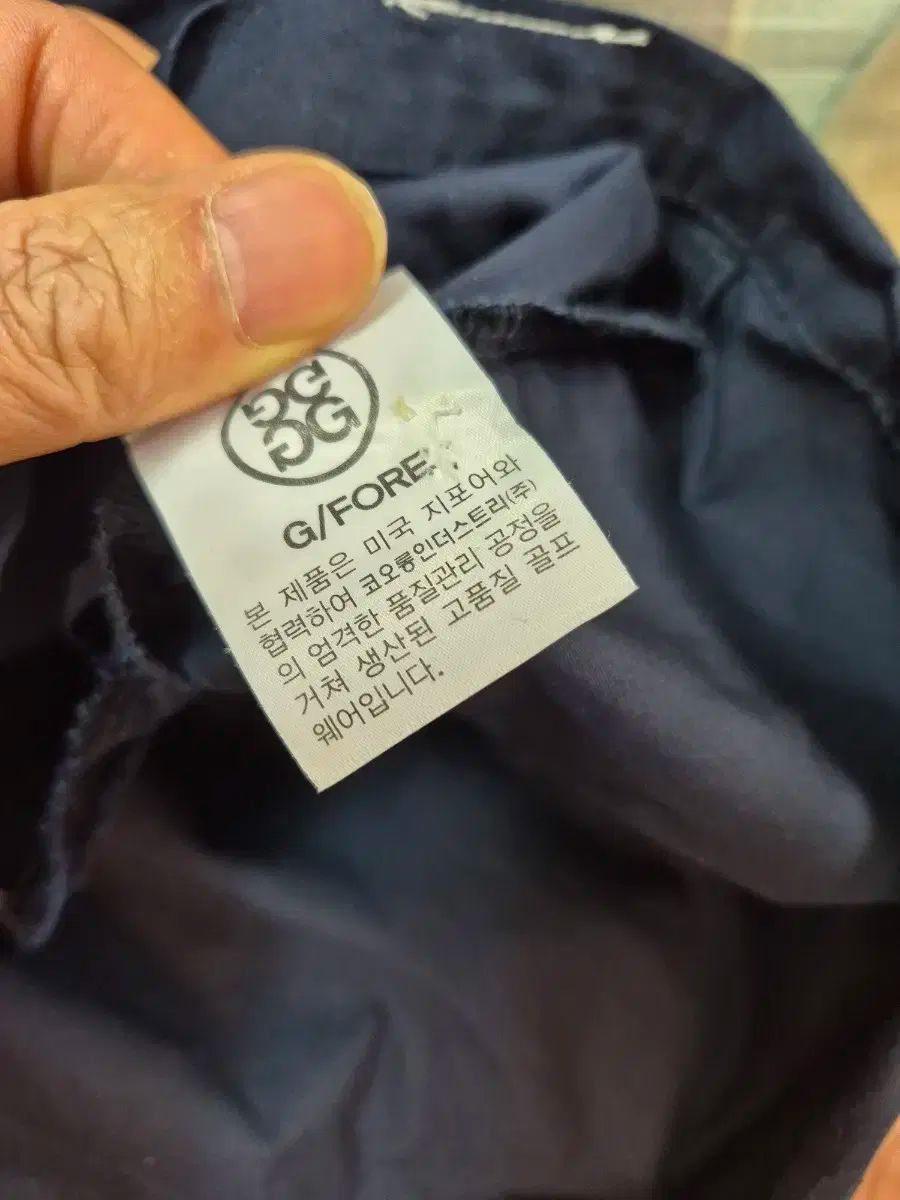 GG
GG
G/FORE
본 제품은 미국 지포어와
협력하여 코오롱인더스트리(주)
의 엄격한 품질관리 공정을
거쳐 생산된 고품질 골프
웨어입니다.